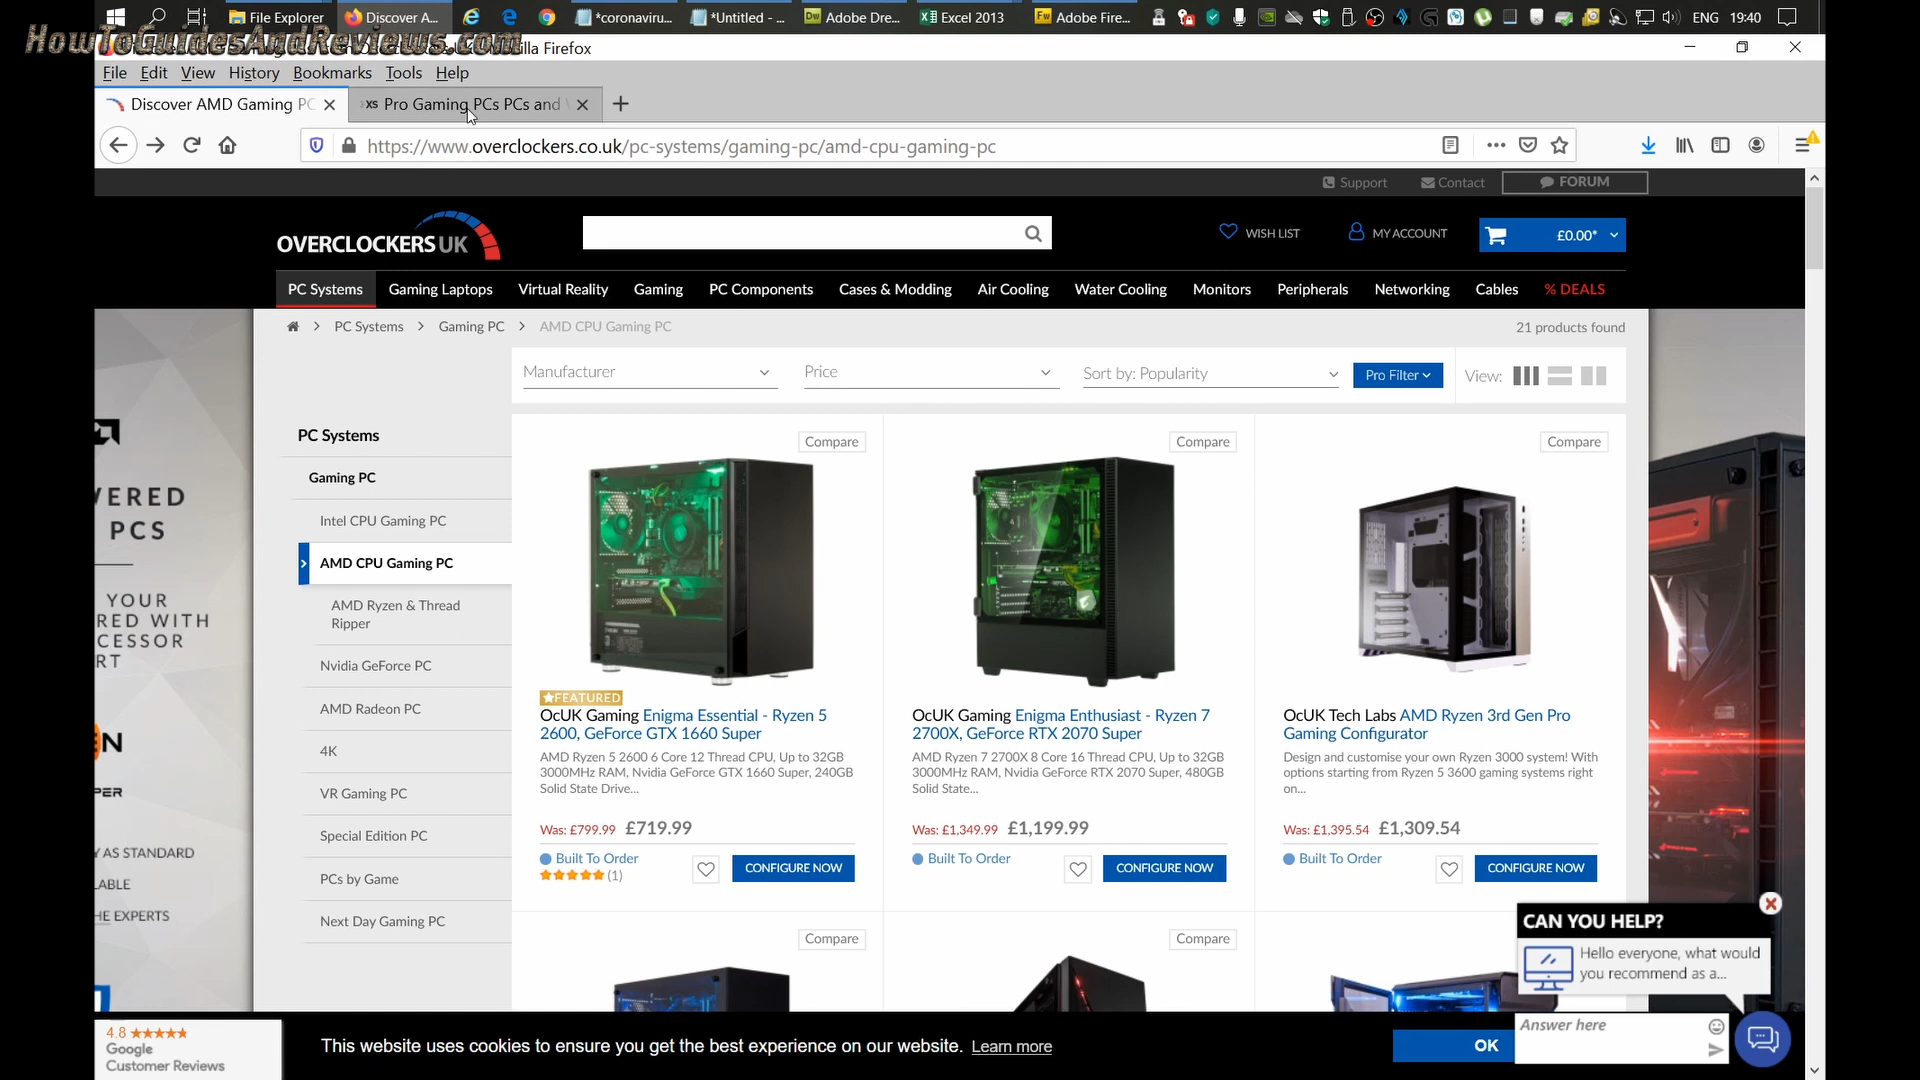 File Explorer
Discover A...
*coronaviru...
*Untitled - ...
Adobe Dre...
Excel 2013
Adobe Fire...
ENG 19:40
HowToGuidesAndReviews.com
illa Firefox
File Edit View History Bookmarks Tools Help
Discover AMD Gaming PC
XS Pro Gaming PCs PCs and
https://www.overclockers.co.uk/pc-systems/gaming-pc/amd-cpu-gaming-pc
Support Contact FORUM
OVERCLOCKERS UK
WISH LIST MY ACCOUNT £0.00*
PC Systems Gaming Laptops Virtual Reality Gaming PC Components Cases & Modding Air Cooling Water Cooling Monitors Peripherals Networking Cables % DEALS
PC Systems > Gaming PC > AMD CPU Gaming PC
21 products found
Manufacturer Price Sort by: Popularity Pro Filter View:
PC Systems
Gaming PC
Intel CPU Gaming PC
AMD CPU Gaming PC
AMD Ryzen & Thread
Ripper
Nvidia GeForce PC
AMD Radeon PC
4K
VR Gaming PC
Special Edition PC
PCs by Game
Next Day Gaming PC
Compare
FEATURED
OcUK Gaming Enigma Essential - Ryzen 5
2600, GeForce GTX 1660 Super
AMD Ryzen 5 2600 6 Core 12 Thread CPU, Up to 32GB
3000MHz RAM, Nvidia GeForce GTX 1660 Super, 240GB
Solid State Drive...
Was: £799.99 £719.99
Built To Order
(1)
CONFIGURE NOW
Compare
OcUK Gaming Enigma Enthusiast - Ryzen 7
2700X, GeForce RTX 2070 Super
AMD Ryzen 7 2700X 8 Core 16 Thread CPU, Up to 32GB
3000MHz RAM, Nvidia GeForce RTX 2070 Super, 480GB
Solid State...
Was: £1,349.99 £1,199.99
Built To Order
CONFIGURE NOW
Compare
OcUK Tech Labs AMD Ryzen 3rd Gen Pro
Gaming Configurator
Design and customise your own Ryzen 3000 system! With
options starting from Ryzen 5 3600 gaming systems right
on...
Was: £1,395.54 £1,309.54
Built To Order
CONFIGURE NOW
Compare
Compare
VERED
PCS
YOUR
RED WITH
CESSOR
RT
N
PER
Y AS STANDARD
LABLE
HE EXPERTS
CAN YOU HELP?
Hello everyone, what would
you recommend as a...
Answer here
4.8
Google
Customer Reviews
This website uses cookies to ensure you get the best experience on our website. Learn more
OK